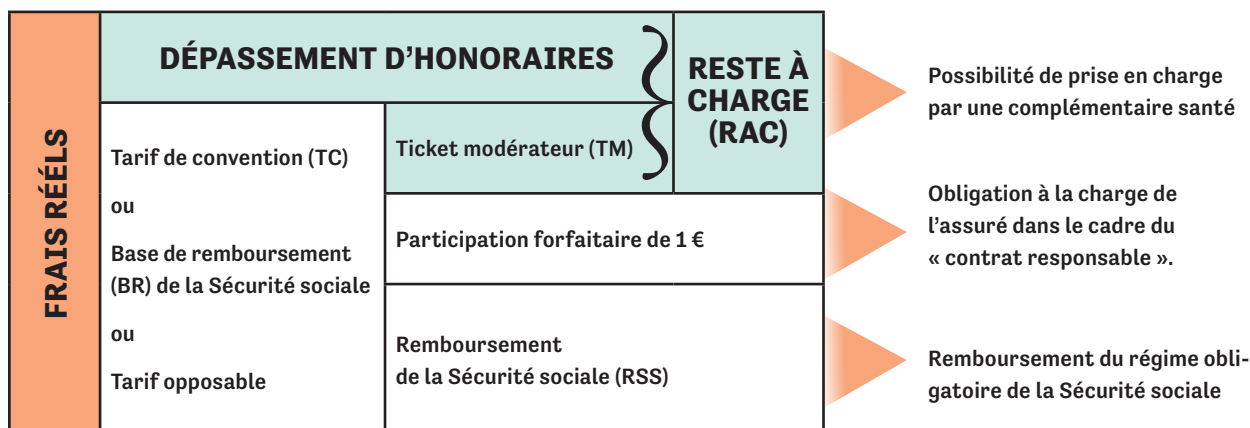 FRAIS RÉÉLS
DÉPASSEMENT D’HONORAIRES
RESTE À
CHARGE
(RAC)
Tarif de convention (TC)
ou
Base de remboursement
(BR) de la Sécurité sociale
ou
Tarif opposable
Ticket modérateur (TM)
Participation forfaitaire de 1 €
Remboursement
de la Sécurité sociale (RSS)
Possibilité de prise en charge
par une complémentaire santé
Obligation à la charge de
l’assuré dans le cadre du
« contrat responsable ».
Remboursement du régime obli-
gatoire de la Sécurité sociale